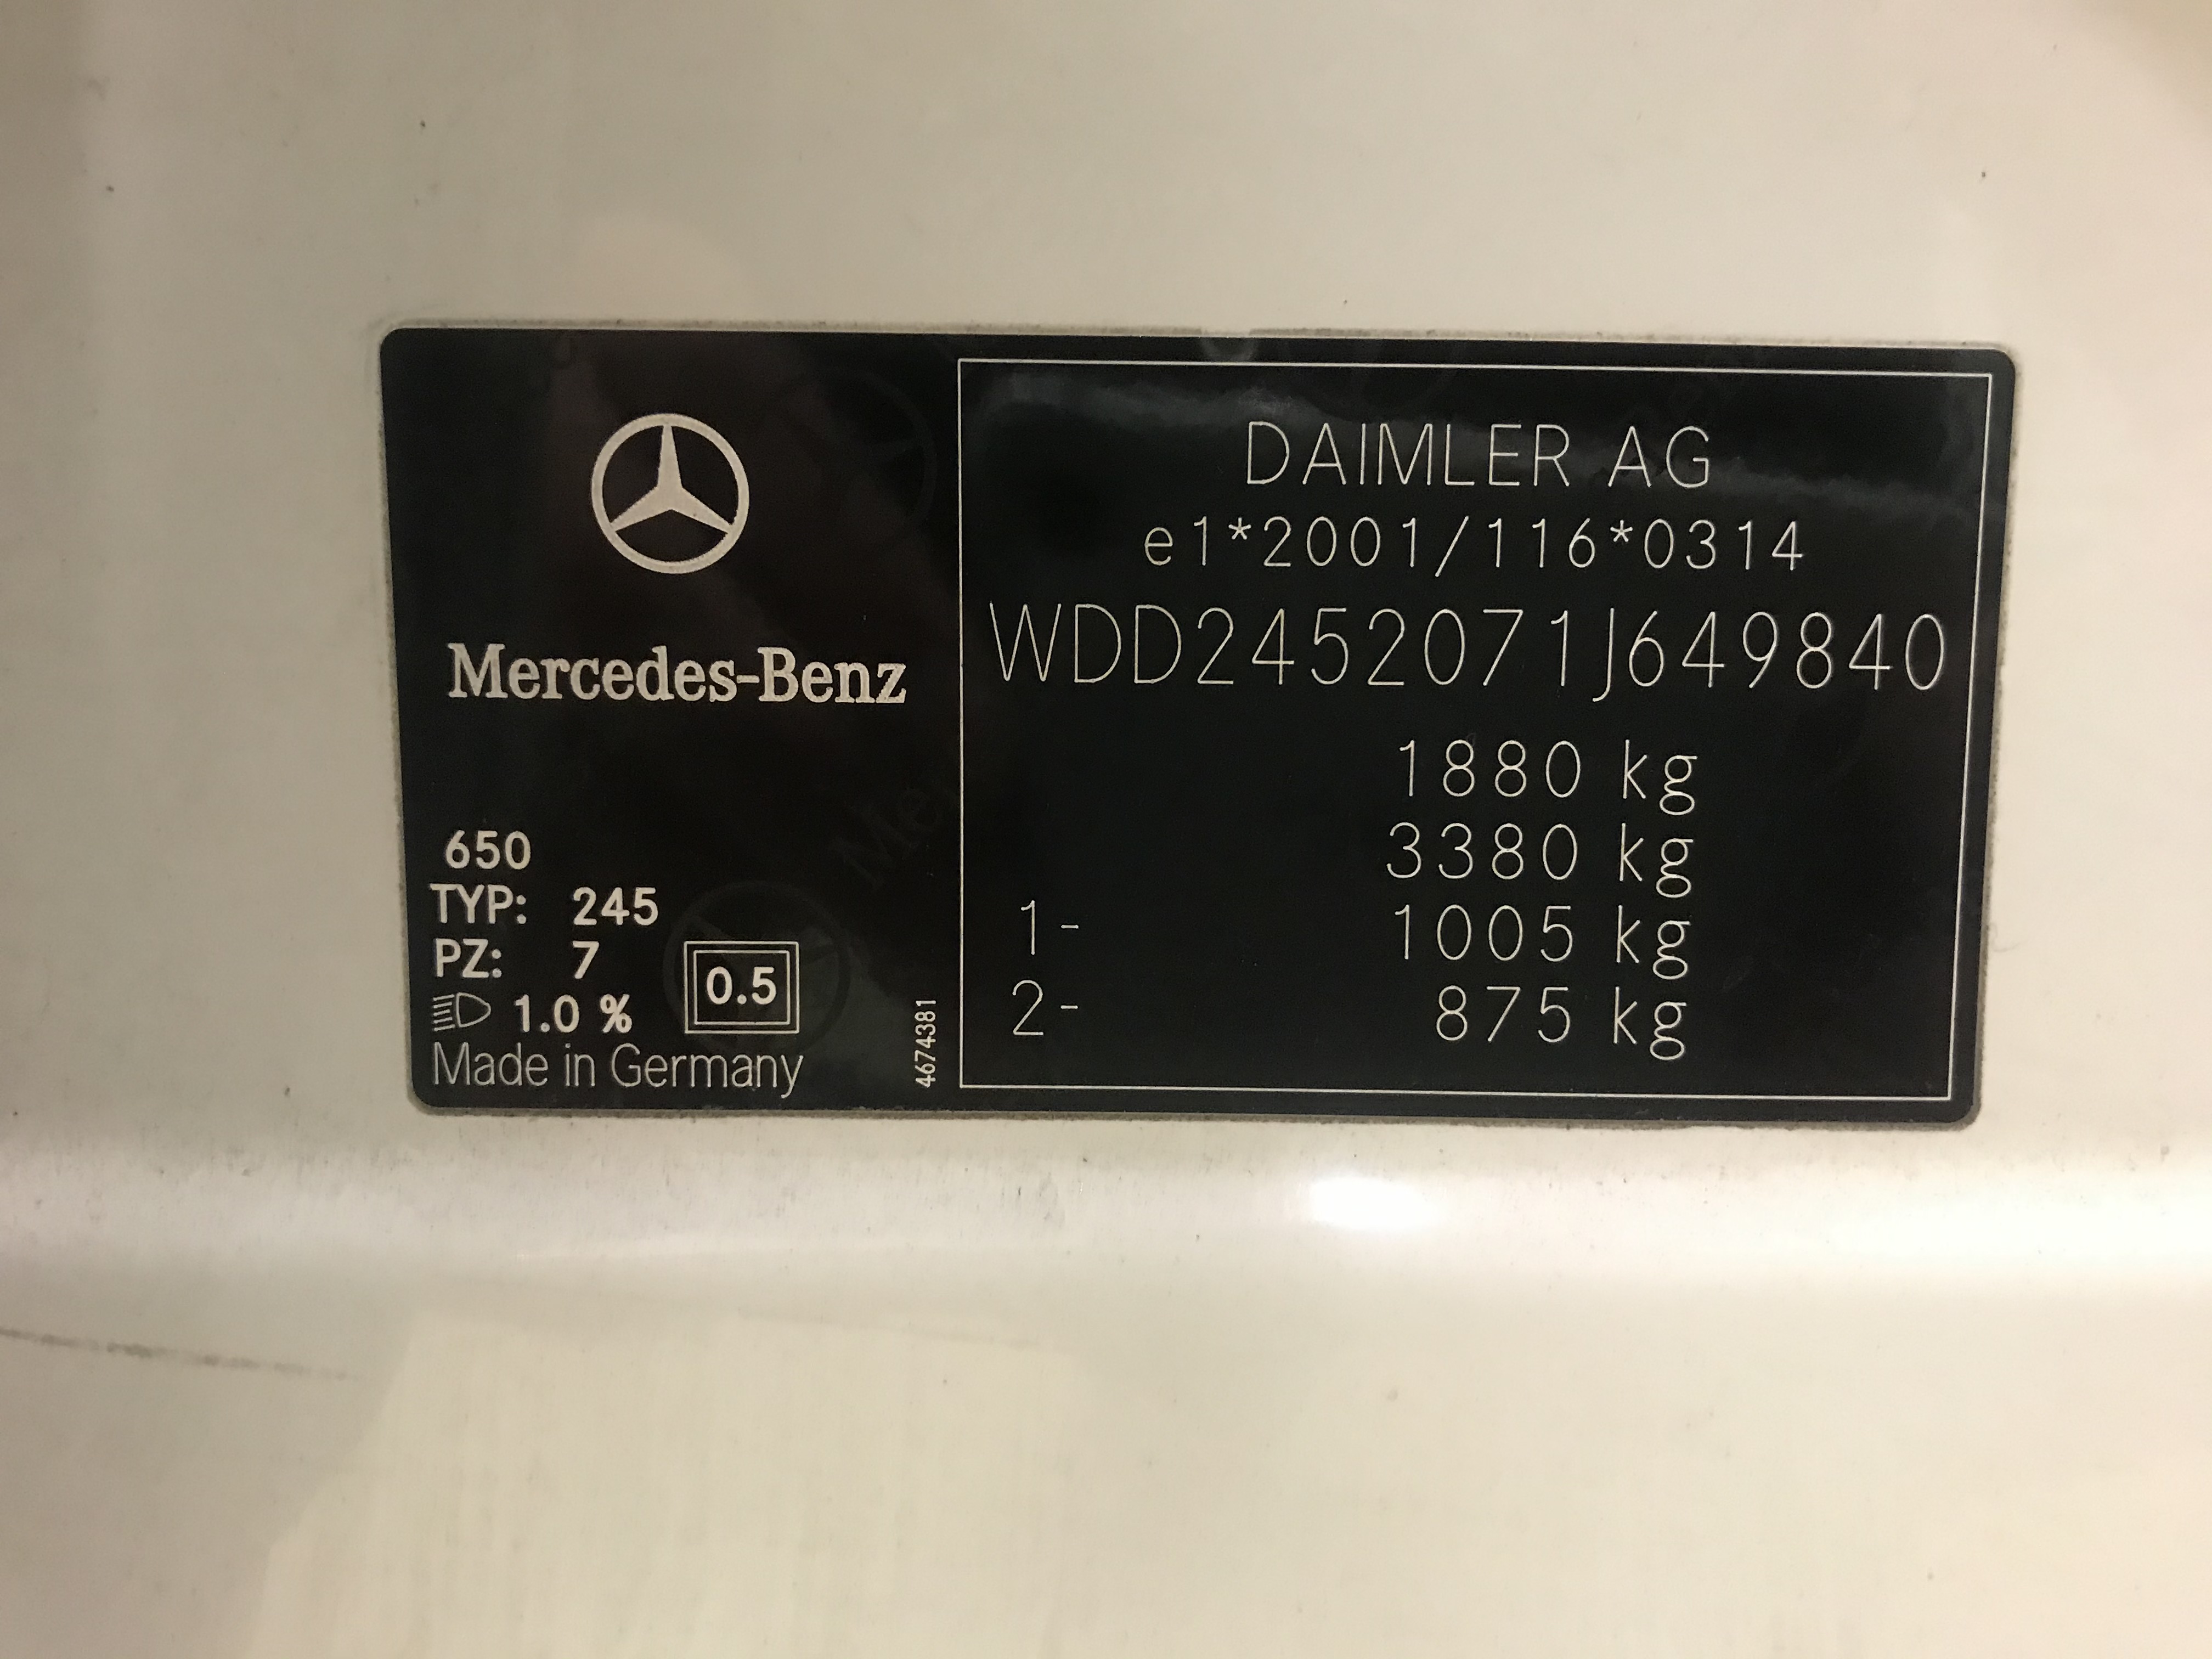 Mercedes-Benz
650
TYP: 245
PZ: 7
1.0 %
0.5
Made in Germany
4674381
DAIMLER AG
e1*2001/116*0314
WDD2452071J649840
1880 kg
3380 kg
1- 1005 kg
2- 875 kg